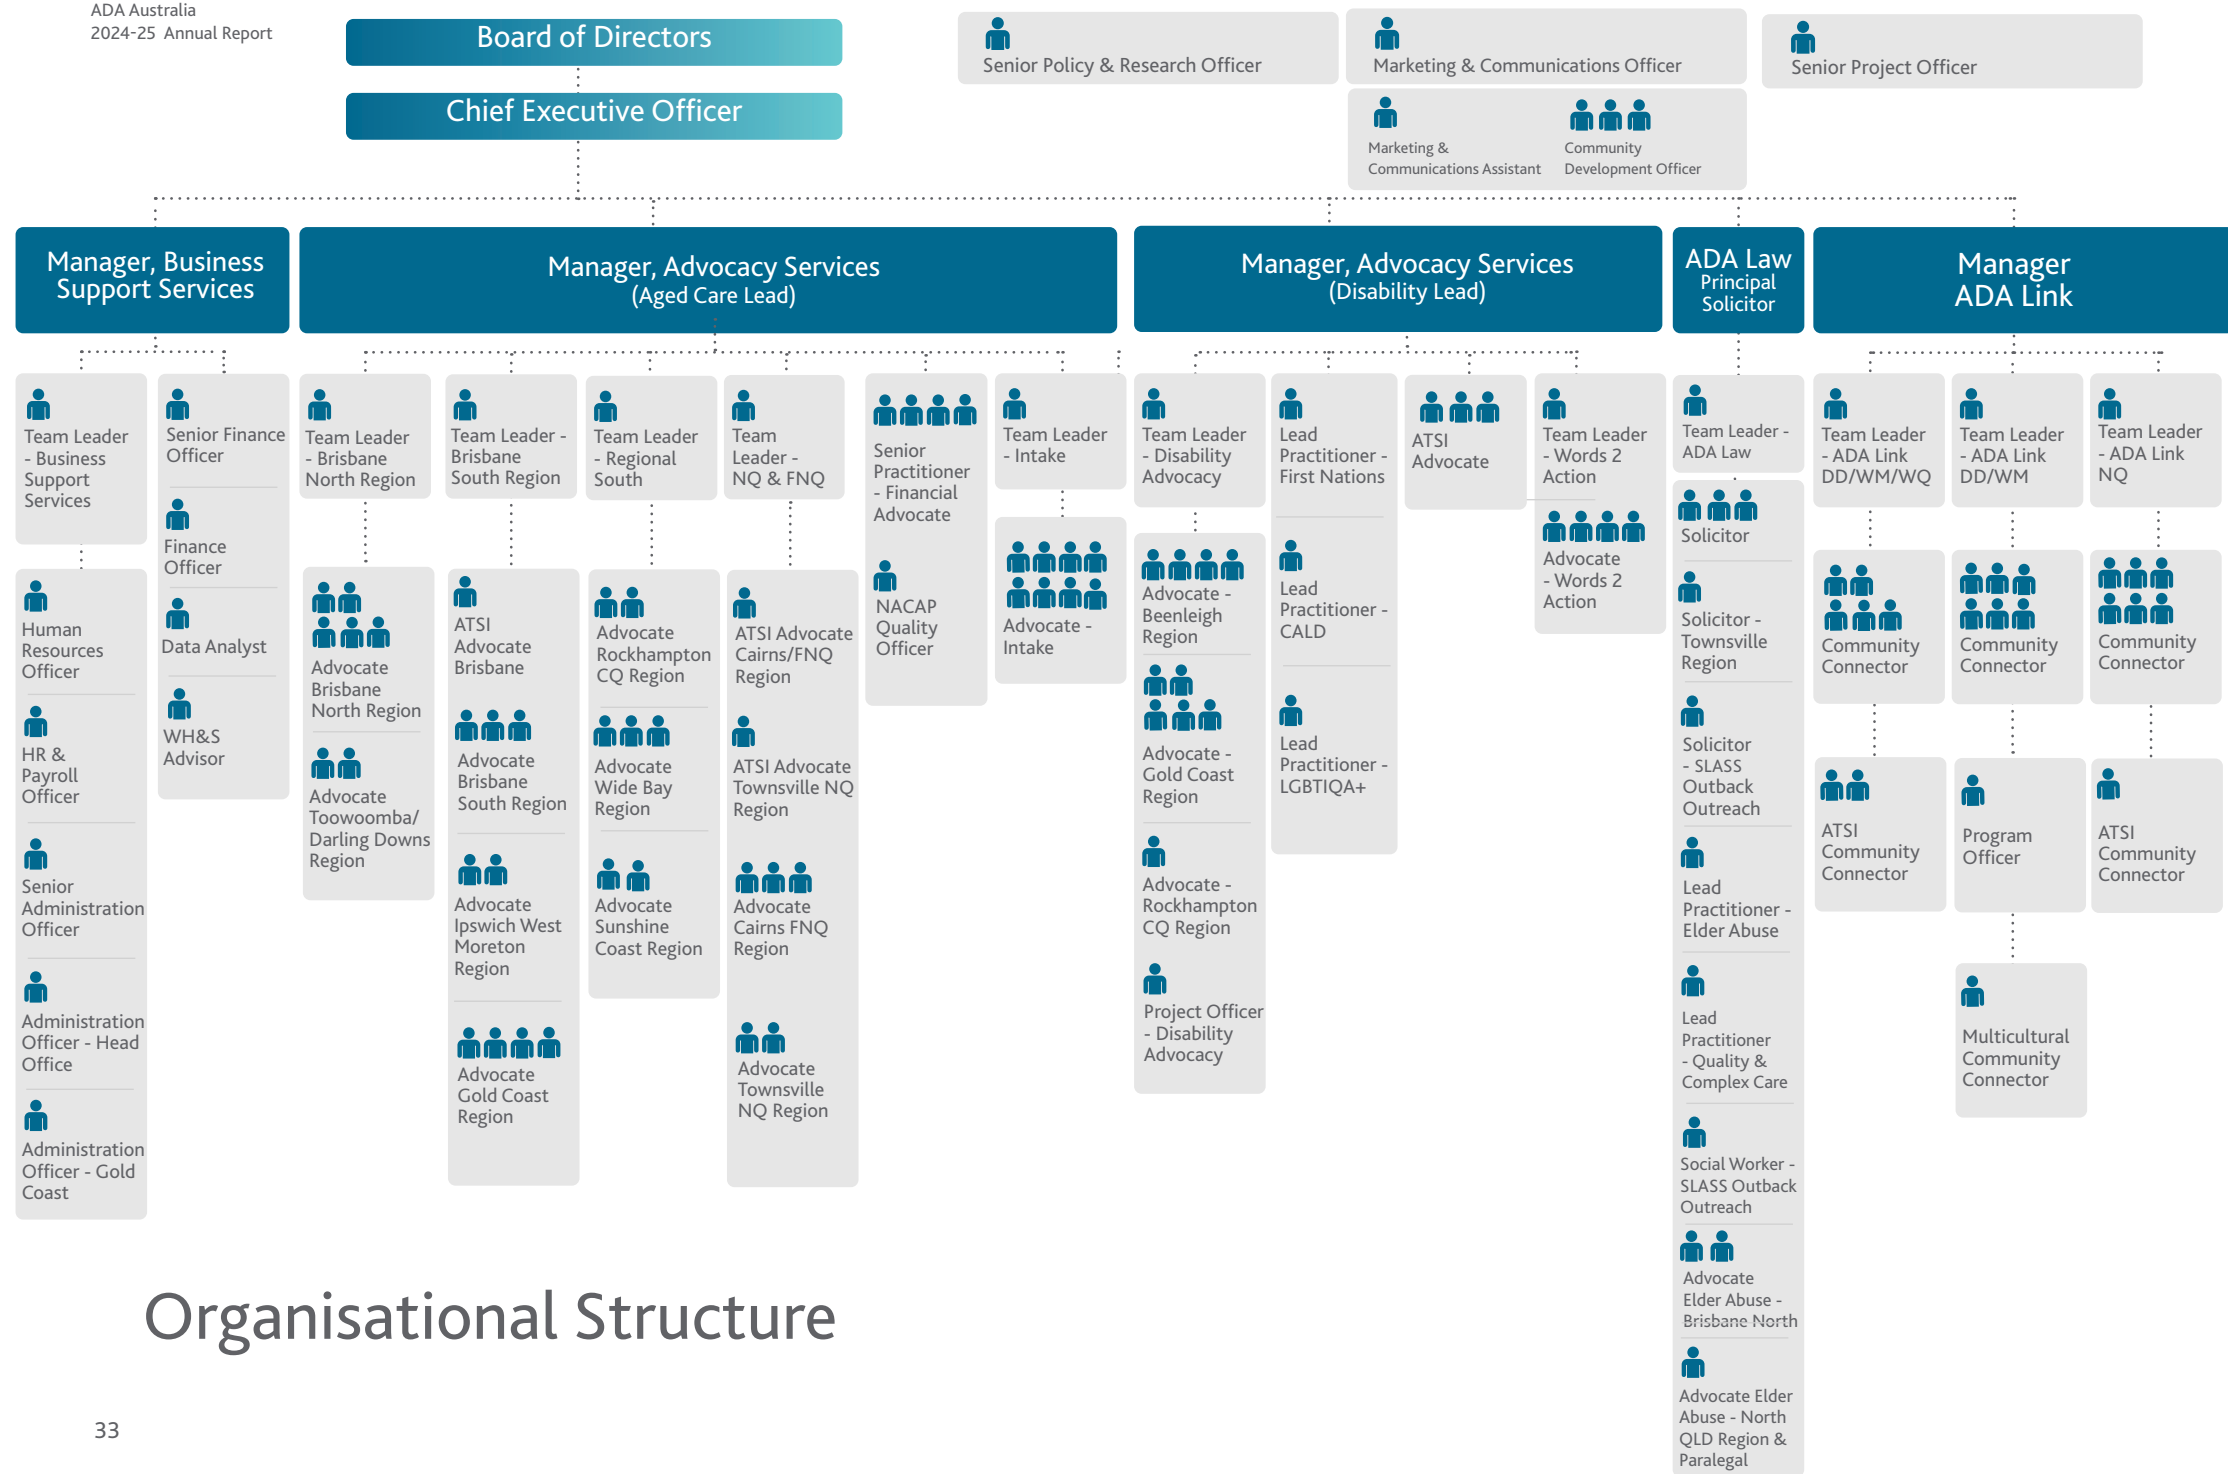 ADA Australia
2024-25 Annual Report
Board of Directors
Chief Executive Officer
Senior Policy & Research Officer
Marketing & Communications Officer
Senior Project Officer
Marketing &
Communications Assistant
Community
Development Officer
Manager, Business
Support Services
Manager, Advocacy Services
(Aged Care Lead)
Manager, Advocacy Services
(Disability Lead)
ADA Law
Principal
Solicitor
Manager
ADA Link
Team Leader
- Business
Support
Services
Human
Resources
Officer
HR &
Payroll
Officer
Senior
Administration
Officer
Administration
Officer - Head
Office
Administration
Officer - Gold
Coast
Senior Finance
Officer
Finance
Officer
Data Analyst
WH&S
Advisor
Team Leader
- Brisbane
North Region
Advocate
Brisbane
North Region
Advocate
Toowoomba/
Darling Downs
Region
Team Leader -
Brisbane
South Region
ATSI
Advocate
Brisbane
Advocate
Brisbane
South Region
Advocate
Ipswich West
Moreton
Region
Advocate
Gold Coast
Region
Team Leader
- Regional
South
Advocate
Rockhampton
CQ Region
Advocate
Wide Bay
Region
Advocate
Sunshine
Coast Region
Team
Leader -
NQ & FNQ
ATSI Advocate
Cairns/FNQ
Region
ATSI Advocate
Townsville NQ
Region
Advocate
Cairns FNQ
Region
Advocate
Townsville
NQ Region
Senior
Practitioner
- Financial
Advocate
NACAP
Quality
Officer
Team Leader
- Intake
Advocate -
Intake
Team Leader
- Disability
Advocacy
Advocate -
Beenleigh
Region
Advocate -
Gold Coast
Region
Advocate -
Rockhampton
CQ Region
Project Officer
- Disability
Advocacy
Lead
Practitioner -
First Nations
Lead
Practitioner -
CALD
Lead
Practitioner -
LGBTIQA+
ATSI
Advocate
Team Leader
- Words 2
Action
Advocate
- Words 2
Action
Team Leader -
ADA Law
Solicitor
Solicitor -
Townsville
Region
Solicitor
- SLASS
Outback
Outreach
Lead
Practitioner -
Elder Abuse
Lead
Practitioner
- Quality &
Complex Care
Social Worker -
SLASS Outback
Outreach
Advocate
Elder Abuse -
Brisbane North
Advocate Elder
Abuse - North
QLD Region &
Paralegal
Team Leader
- ADA Link
DD/WM/WQ
Community
Connector
ATSI
Community
Connector
Team Leader
- ADA Link
DD/WM
Community
Connector
Program
Officer
Multicultural
Community
Connector
Team Leader
- ADA Link
NQ
Community
Connector
ATSI
Community
Connector
Organisational Structure
33